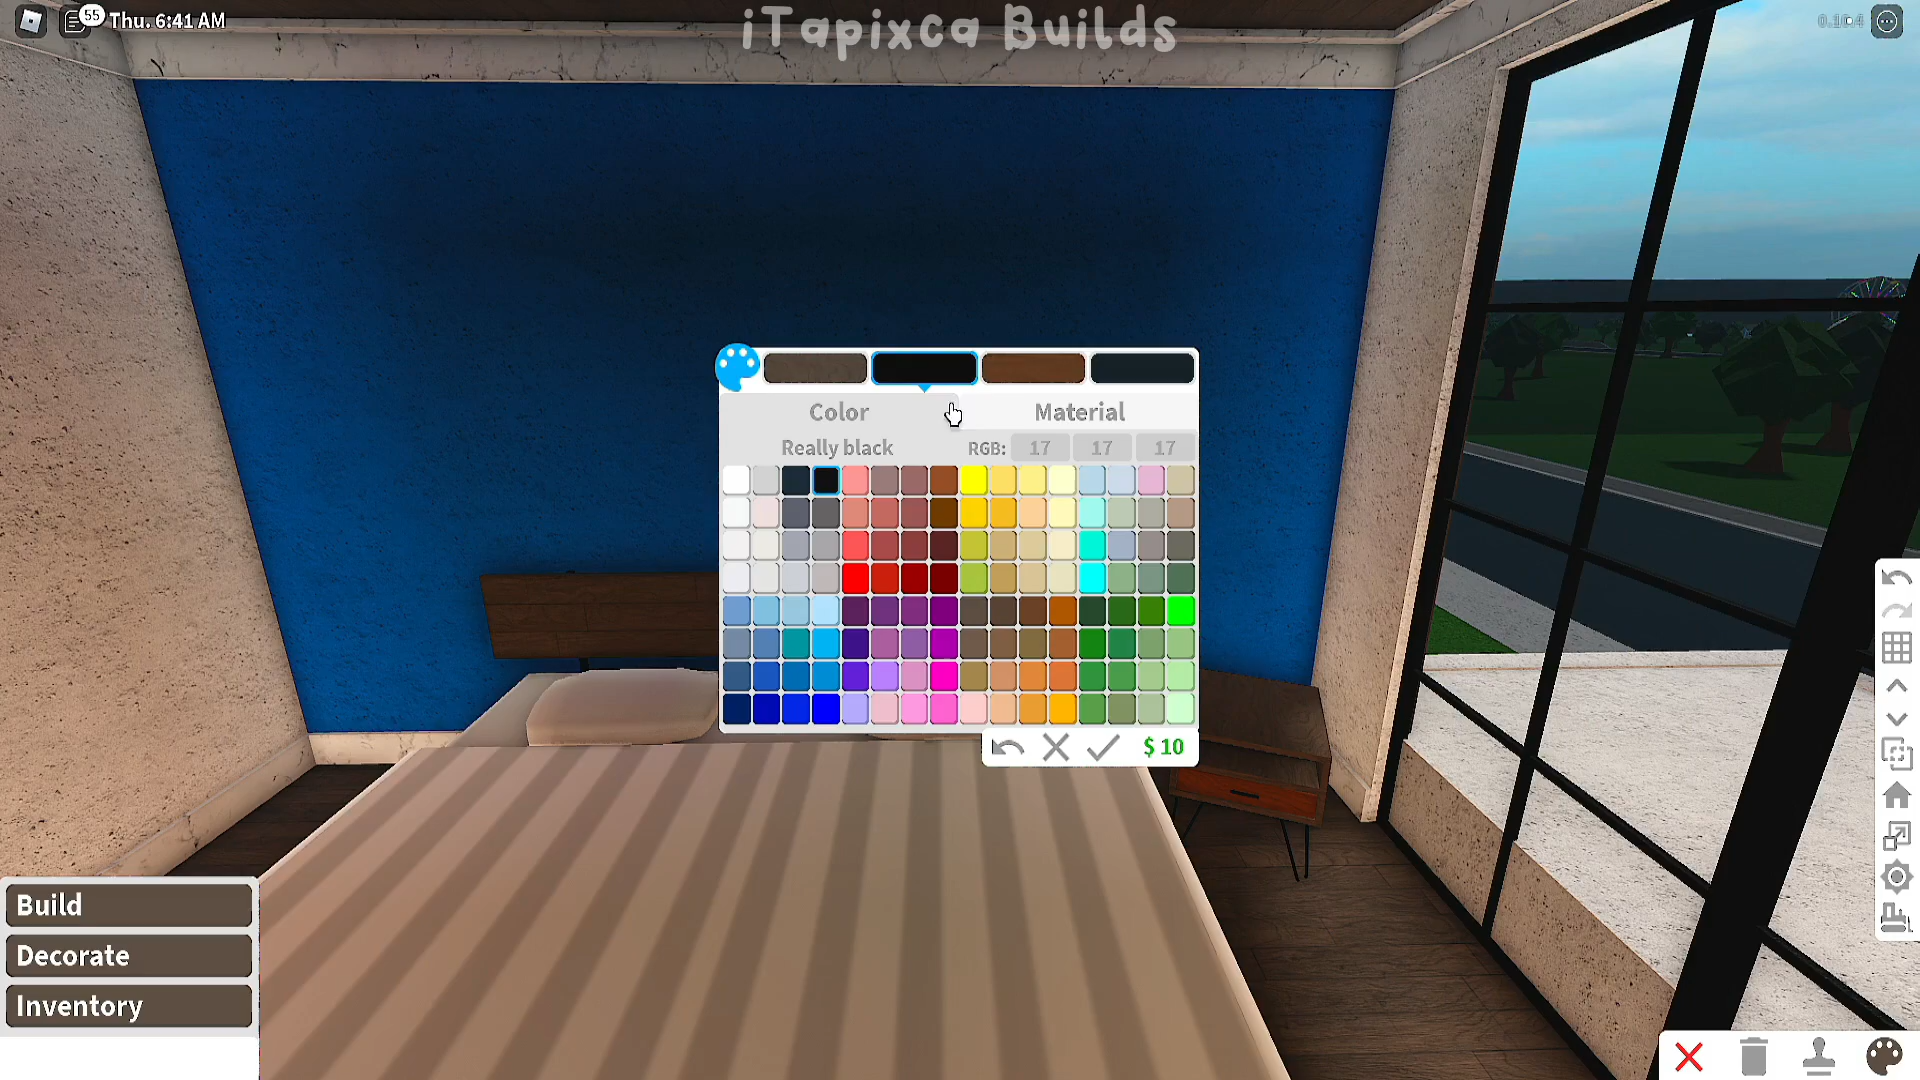 55
Thu. 6:41 AM
iTapixca Builds
Color
Material
Really black
RGB: 17 17 17
$ 10
Build
Decorate
Inventory